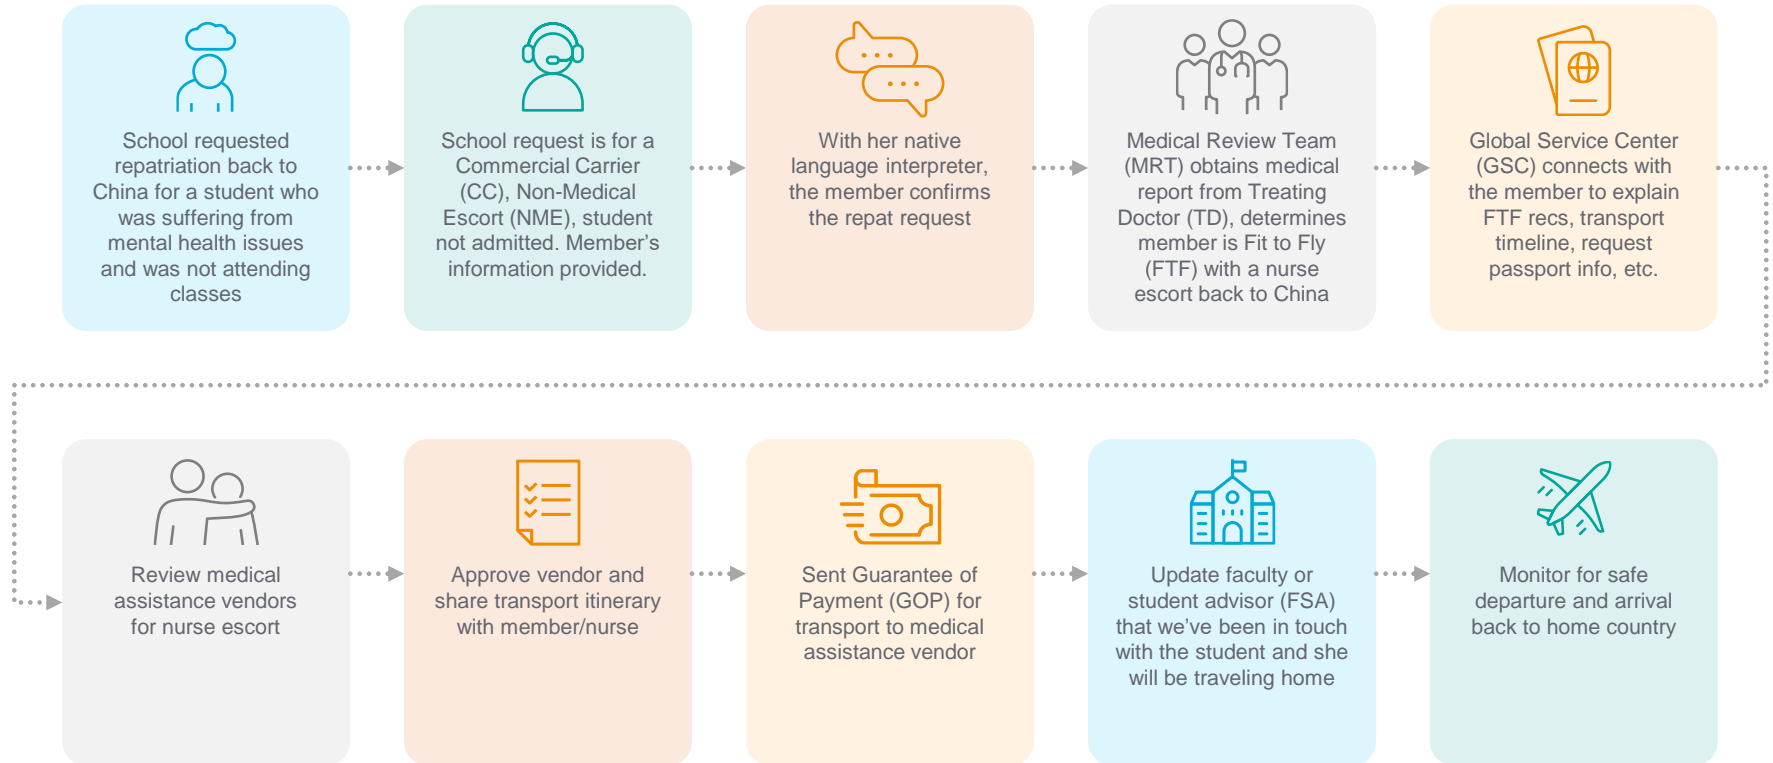 School requested
repatriation back to
China for a student who
was suffering from
mental health issues
and was not attending
classes
School request is for a
Commercial Carrier
(CC), Non-Medical
Escort (NME), student
not admitted. Member’s
information provided.
With her native
language interpreter,
the member confirms
the repat request
Medical Review Team
(MRT) obtains medical
report from Treating
Doctor (TD), determines
member is Fit to Fly
(FTF) with a nurse
escort back to China
Global Service Center
(GSC) connects with
the member to explain
FTF recs, transport
timeline, request
passport info, etc.
Review medical
assistance vendors
for nurse escort
Approve vendor and
share transport itinerary
with member/nurse
Sent Guarantee of
Payment (GOP) for
transport to medical
assistance vendor
Update faculty or
student advisor (FSA)
that we’ve been in touch
with the student and she
will be traveling home
Monitor for safe
departure and arrival
back to home country